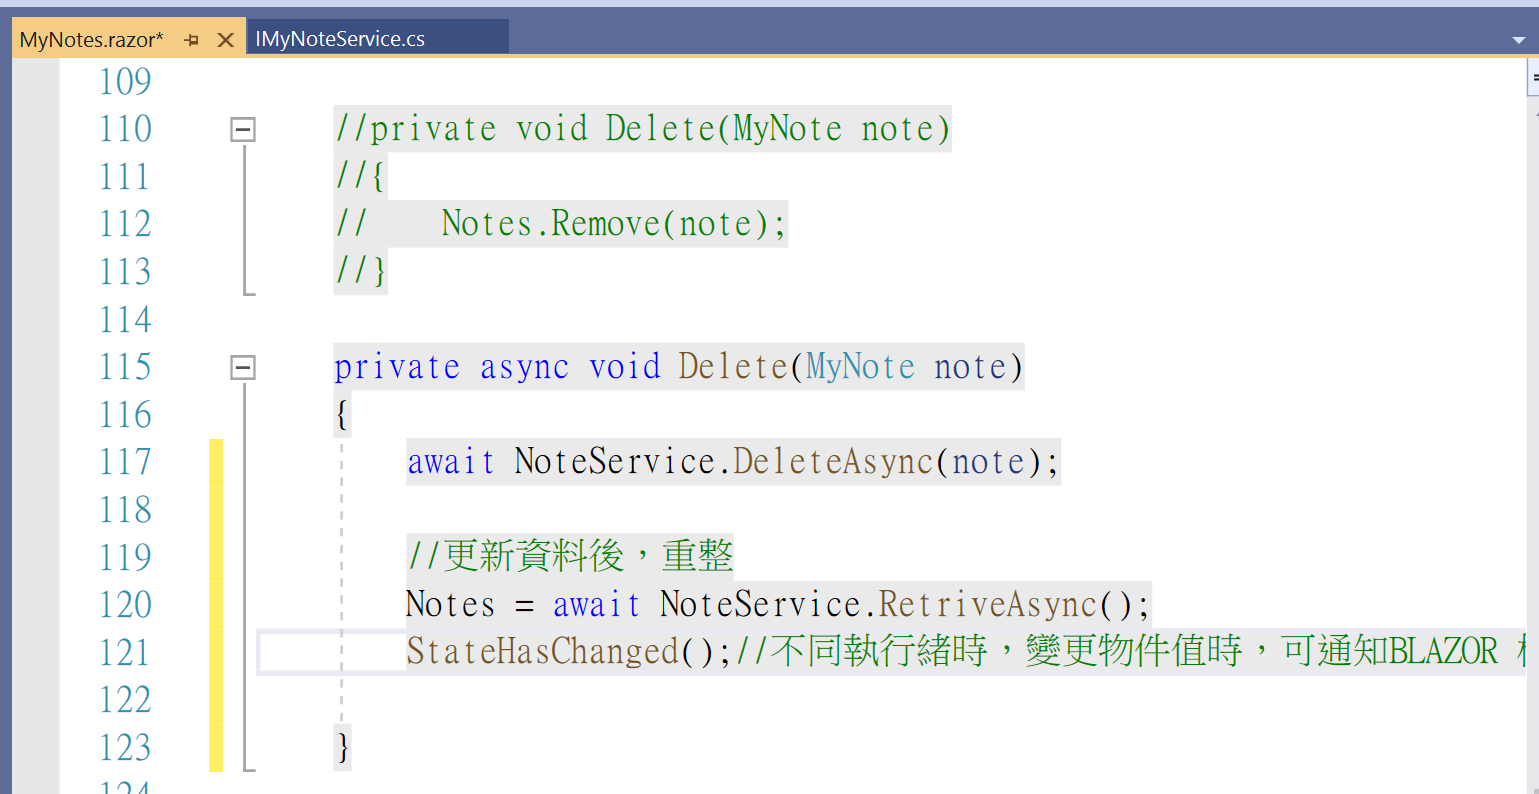 MyNotes.razor* IMyNoteService.cs
109
110 //private void Delete(MyNote note)
111 //{
112 //    Notes.Remove(note);
113 //}
114
115 private async void Delete(MyNote note)
116 {
117 await NoteService.DeleteAsync(note);
118
119 //更新資料後，重整
120 Notes = await NoteService.RetriveAsync();
121 StateHasChanged();//不同執行緒時，變更物件值時，可通知BLAZOR
122
123 }
124